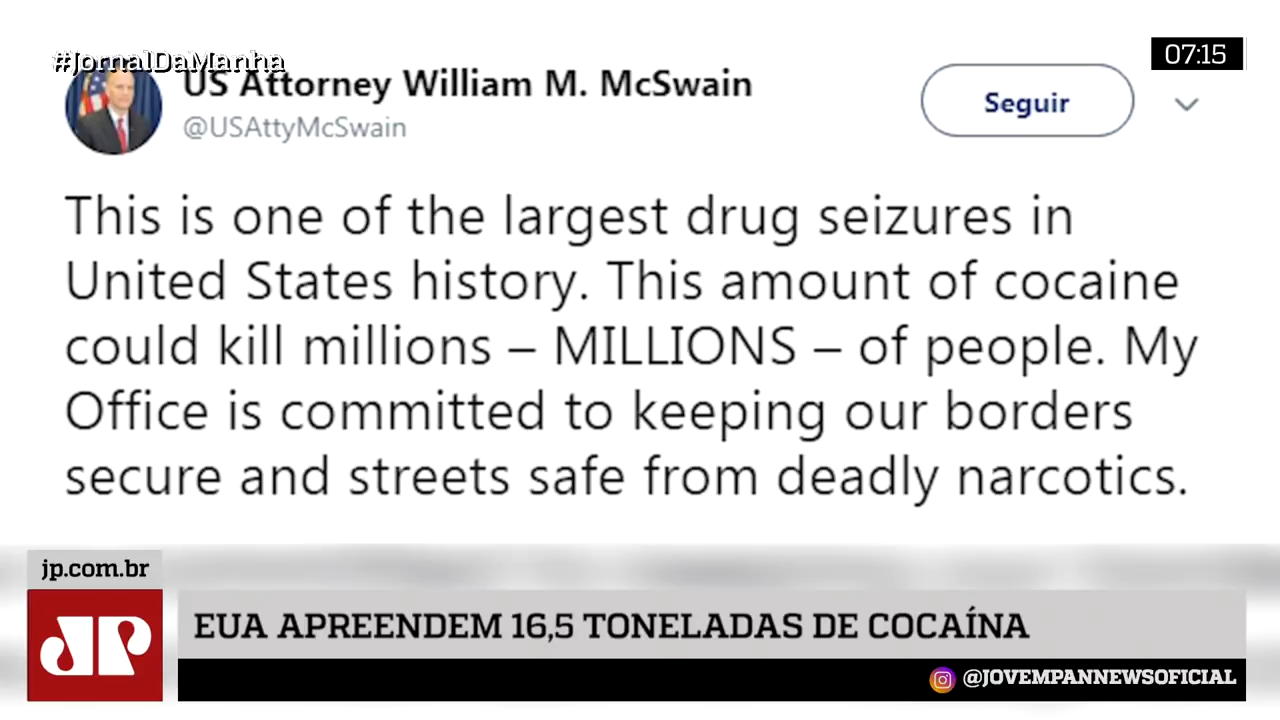 #JornalDaManha
07:15
US Attorney William M. McSwain
@USAttyMcSwain
Seguir
This is one of the largest drug seizures in
United States history. This amount of cocaine
could kill millions – MILLIONS – of people. My
Office is committed to keeping our borders
secure and streets safe from deadly narcotics.
jp.com.br
JP
EUA APREENDEM 16,5 TONELADAS DE COCAÍNA
@JOVEMPANNEWSOFICIAL